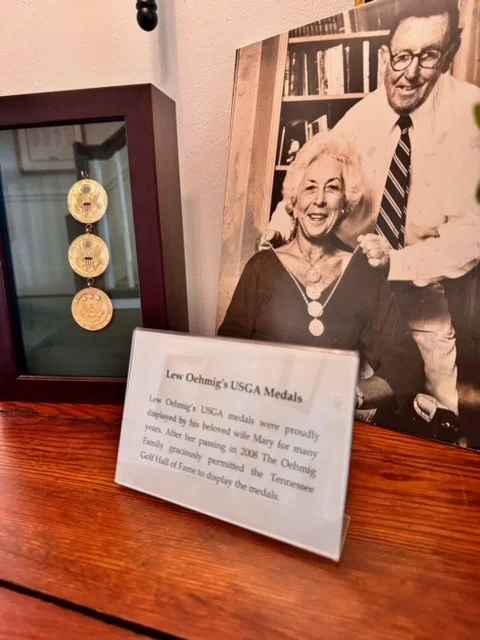 Lew Oehmig's USGA Medals
Lew Oehmig's USGA medals were proudly
displayed by his beloved wife Mary for many
years. After her passing in 2008 The Oehmig
Family graciously permitted the Tennessee
Golf Hall of Fame to display the medals.